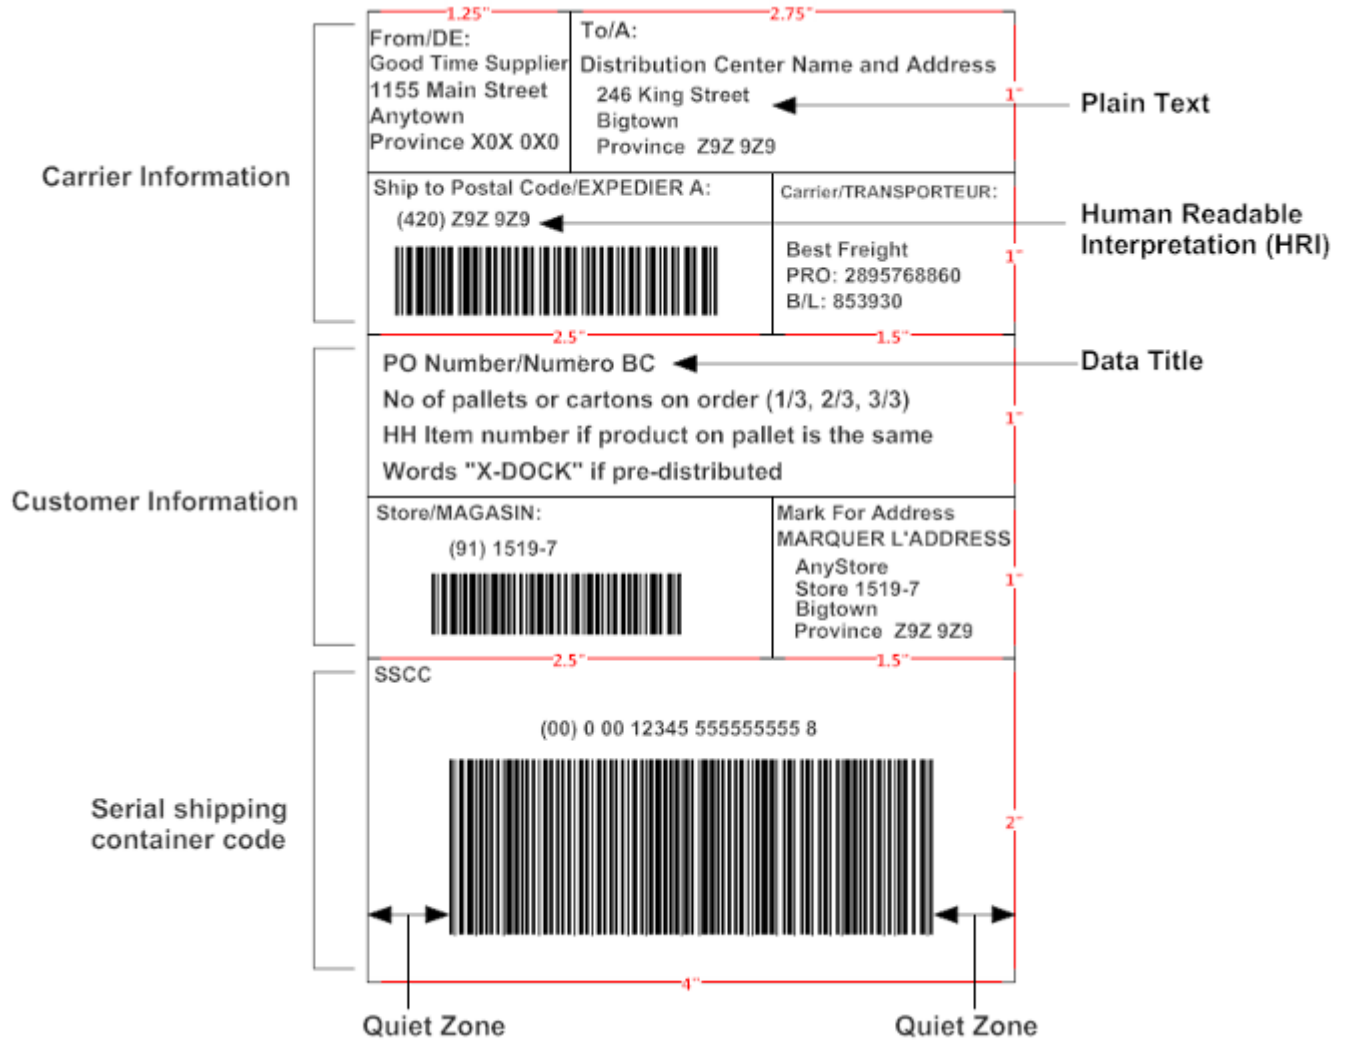 1.25"
2.75"
From/DE:
Good Time Supplier
1155 Main Street
Anytown
Province X0X 0X0
To/A:
Distribution Center Name and Address
246 King Street
Bigtown
Province Z9Z 9Z9
1"
Plain Text
Carrier Information
Ship to Postal Code/EXPEDIER A:
(420) Z9Z 9Z9
Carrier/TRANSPORTEUR:
Best Freight
PRO: 2895768860
B/L: 853930
1"
Human Readable
Interpretation (HRI)
2.5"
1.5"
PO Number/Numèro BC
No of pallets or cartons on order (1/3, 2/3, 3/3)
HH Item number if product on pallet is the same
Words "X-DOCK" if pre-distributed
1"
Data Title
Customer Information
Store/MAGASIN:
(91) 1519-7
Mark For Address
MARQUER L'ADDRESS
AnyStore
Store 1519-7
Bigtown
Province Z9Z 9Z9
1"
2.5"
1.5"
SSCC
(00) 0 00 12345 5555555555 8
Serial shipping
container code
2"
4"
Quiet Zone
Quiet Zone